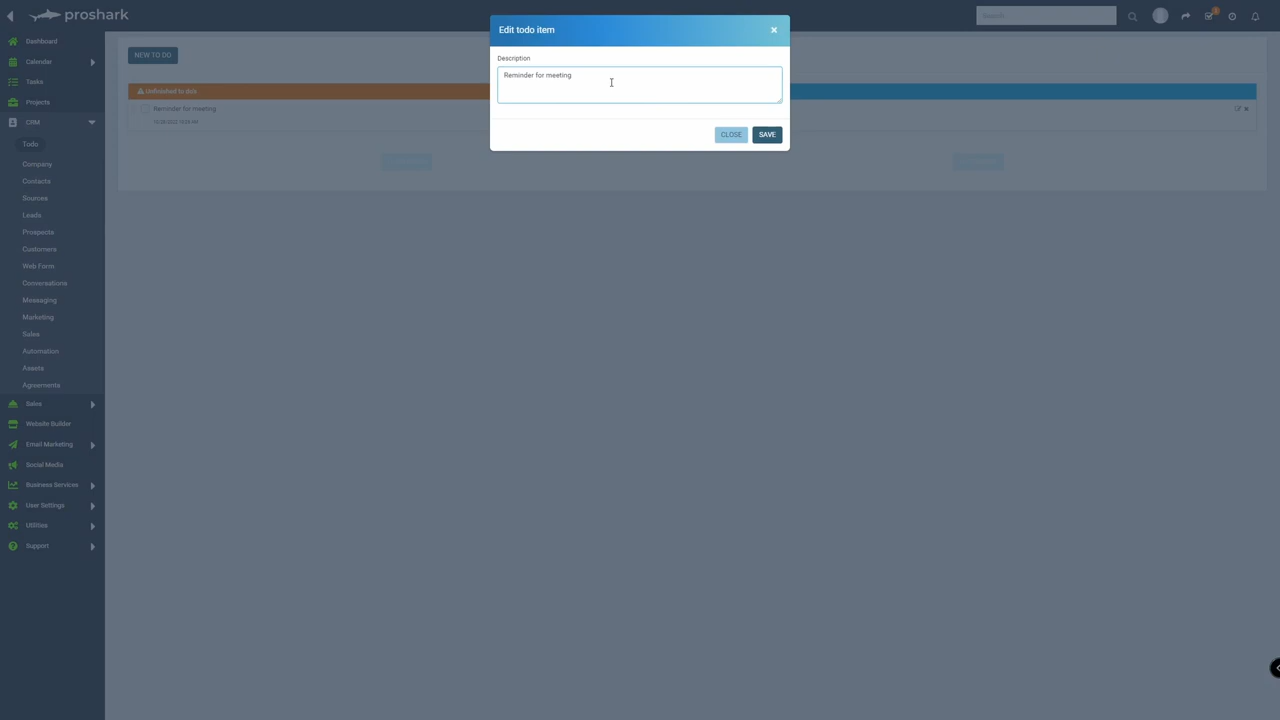 proshark
Search
Edit todo item
Description
Reminder for meeting
CLOSE
SAVE
NEW TO DO
Unfinished to do's
Reminder for meeting
Dashboard
Calendar
Tasks
Projects
CRM
Todo
Company
Contacts
Sources
Leads
Prospects
Customers
Web Form
Conversations
Messaging
Marketing
Sales
Automation
Assets
Agreements
Sales
Website Builder
Email Marketing
Social Media
Business Services
User Settings
Utilities
Support